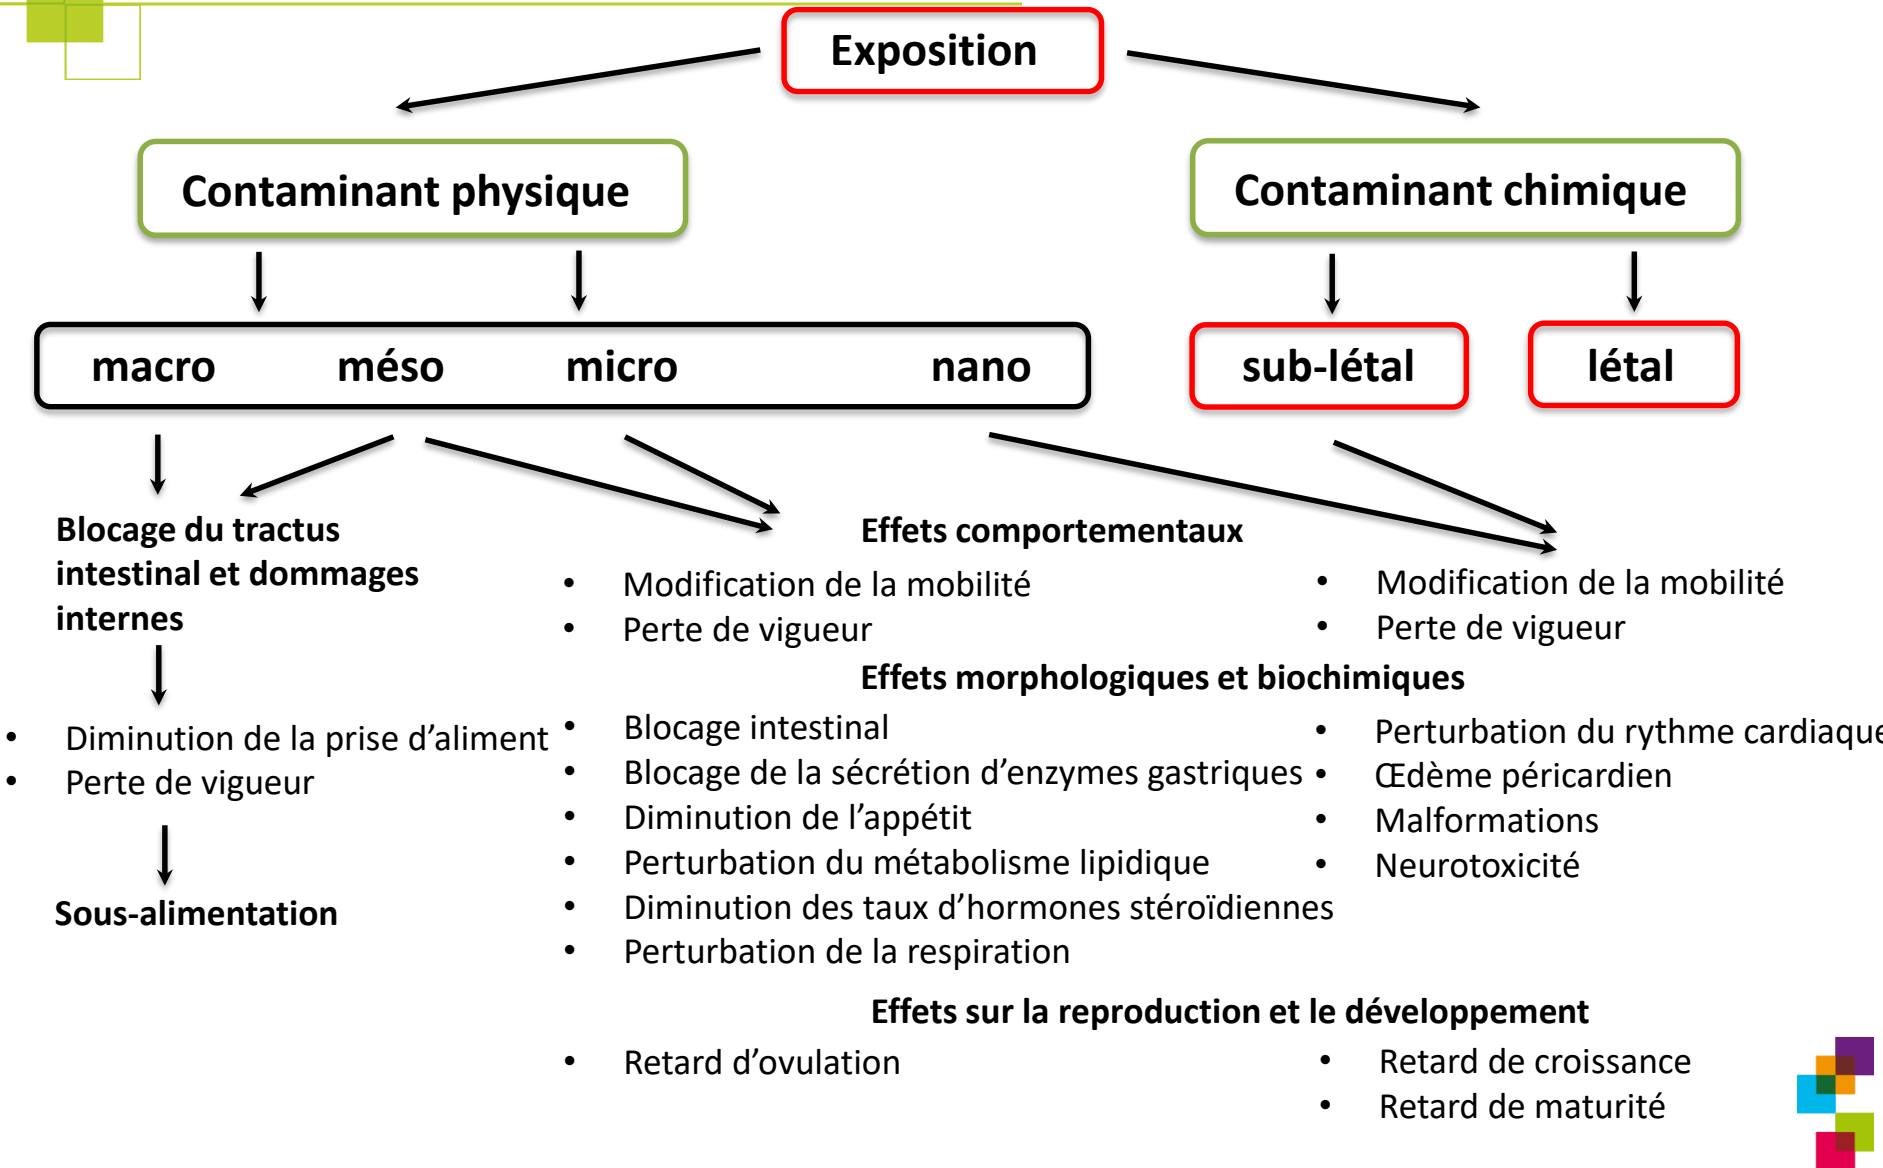 Exposition
Contaminant physique
Contaminant chimique
macro méso micro nano
sub-létal
létal
Blocage du tractus
intestinal et dommages
internes
• Diminution de la prise d’aliment
• Perte de vigueur
Sous-alimentation
Effets comportementaux
• Modification de la mobilité
• Perte de vigueur
• Modification de la mobilité
• Perte de vigueur
Effets morphologiques et biochimiques
• Blocage intestinal
• Blocage de la sécrétion d’enzymes gastriques
• Diminution de l’appétit
• Perturbation du métabolisme lipidique
• Diminution des taux d’hormones stéroïdiennes
• Perturbation de la respiration
• Perturbation du rythme cardiaque
• Œdème péricardien
• Malformations
• Neurotoxicité
Effets sur la reproduction et le développement
• Retard d’ovulation
• Retard de croissance
• Retard de maturité